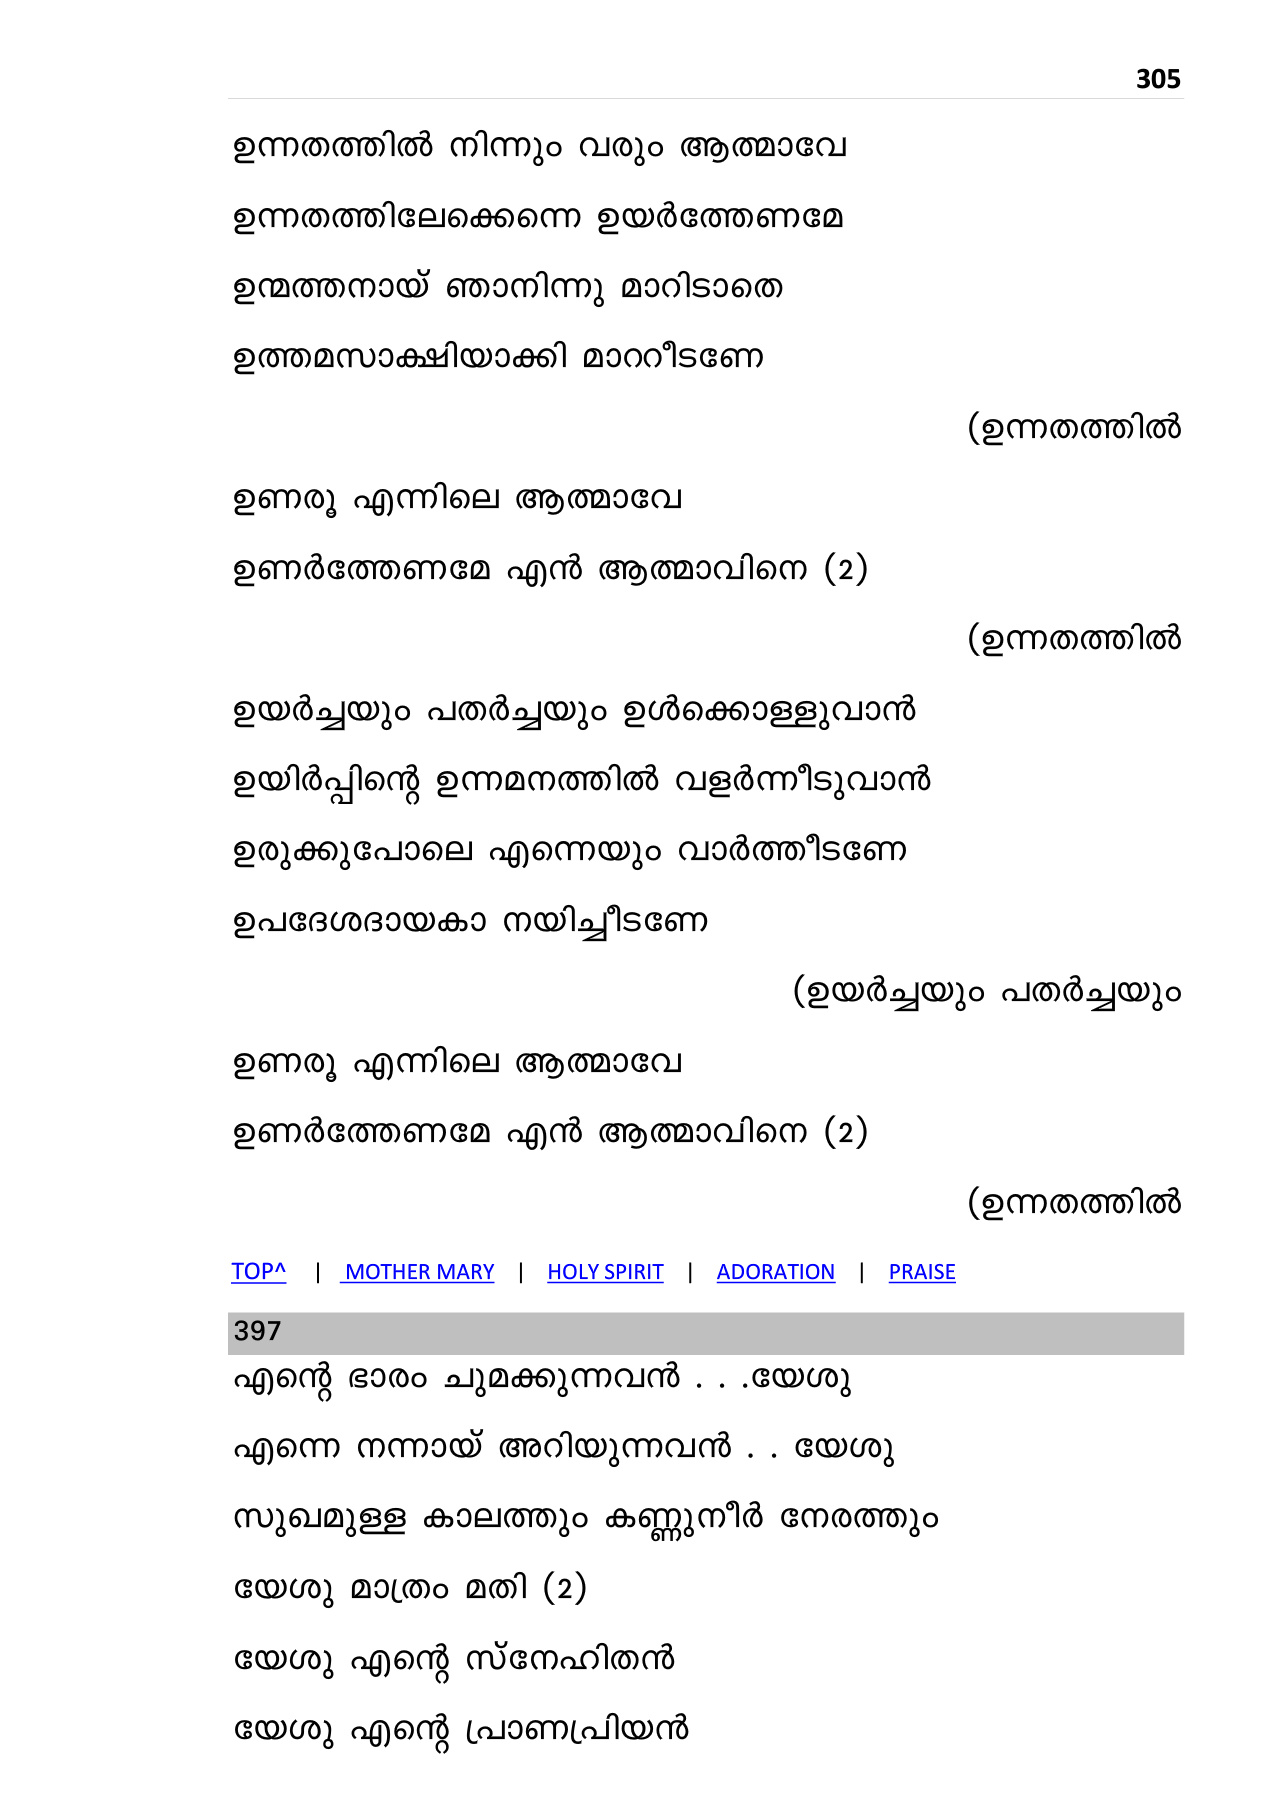 305
ഉന്നതത്തിൽ നിന്നും വരും ആത്മാവേ
ഉന്നതത്തിലേക്കെന്നെ ഉയർത്തേണമേ
ഉന്മത്തനായ് ഞാനിന്നു മാറിടാതെ
ഉത്തമസാക്ഷിയാക്കി മാററീടണേ
(ഉന്നതത്തിൽ
ഉണരൂ എന്നിലെ ആത്മാവേ
ഉണർത്തേണമേ എൻ ആത്മാവിനെ (2)
(ഉന്നതത്തിൽ
ഉയർച്ചയും പതർച്ചയും ഉൾക്കൊള്ളുവാൻ
ഉയിർപ്പിന്റെ ഉന്നമനത്തിൽ വളർന്നീടുവാൻ
ഉരുക്കുപോലെ എന്നെയും വാർത്തീടണേ
ഉപദേശദായകാ നയിച്ചീടണേ
(ഉയർച്ചയും പതർച്ചയും
ഉണരൂ എന്നിലെ ആത്മാവേ
ഉണർത്തേണമേ എൻ ആത്മാവിനെ (2)
(ഉന്നതത്തിൽ
TOP^ | MOTHER MARY | HOLY SPIRIT | ADORATION | PRAISE
397
എന്റെ ഭാരം ചുമക്കുന്നവൻ . . .യേശു
എന്നെ നന്നായ് അറിയുന്നവൻ . . യേശു
സുഖമുള്ള കാലത്തും കണ്ണുനീർ നേരത്തും
യേശു മാത്രം മതി (2)
യേശു എന്റെ സ്നേഹിതൻ
യേശു എന്റെ പ്രാണപ്രിയൻ